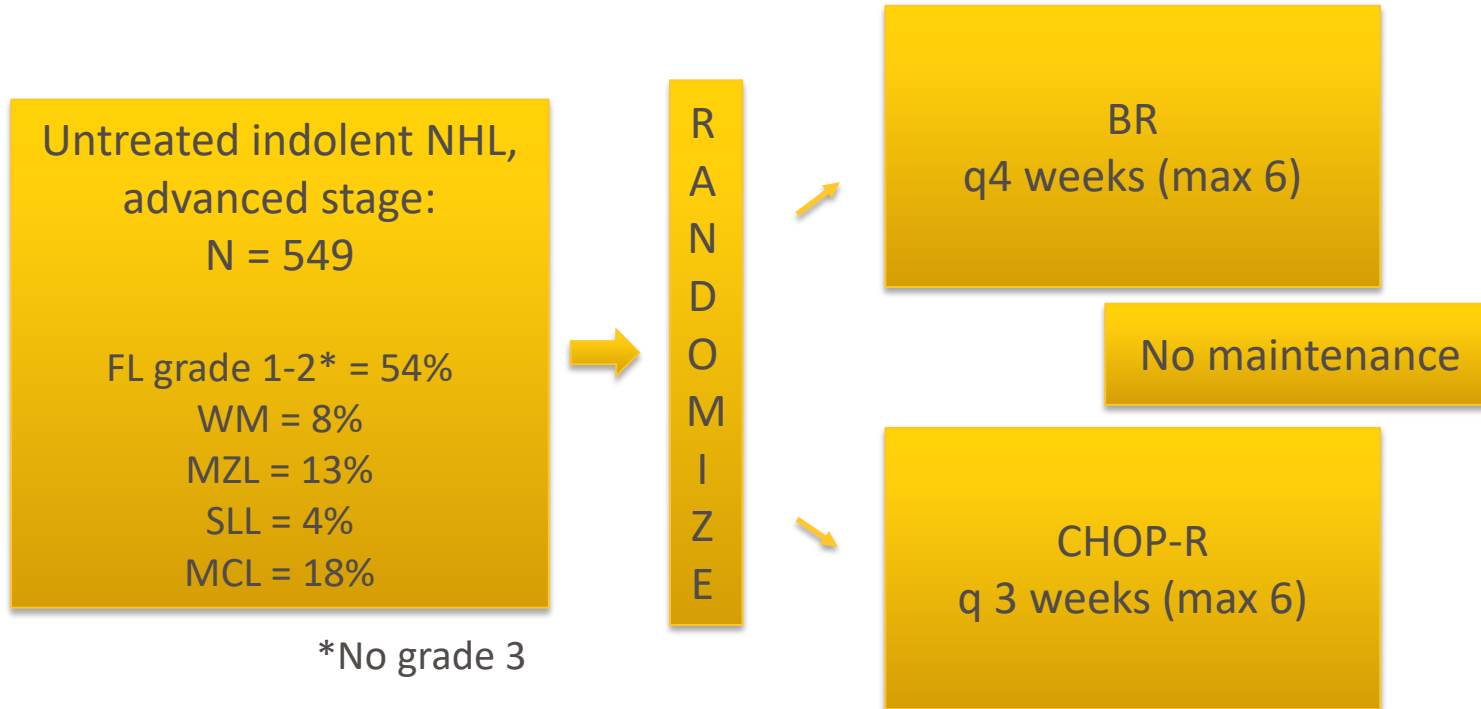 Untreated indolent NHL,
advanced stage:
N = 549
FL grade 1-2* = 54%
WM = 8%
MZL = 13%
SLL = 4%
MCL = 18%
*No grade 3
R
A
N
D
O
M
I
Z
E
BR
q4 weeks (max 6)
No maintenance
CHOP-R
q 3 weeks (max 6)